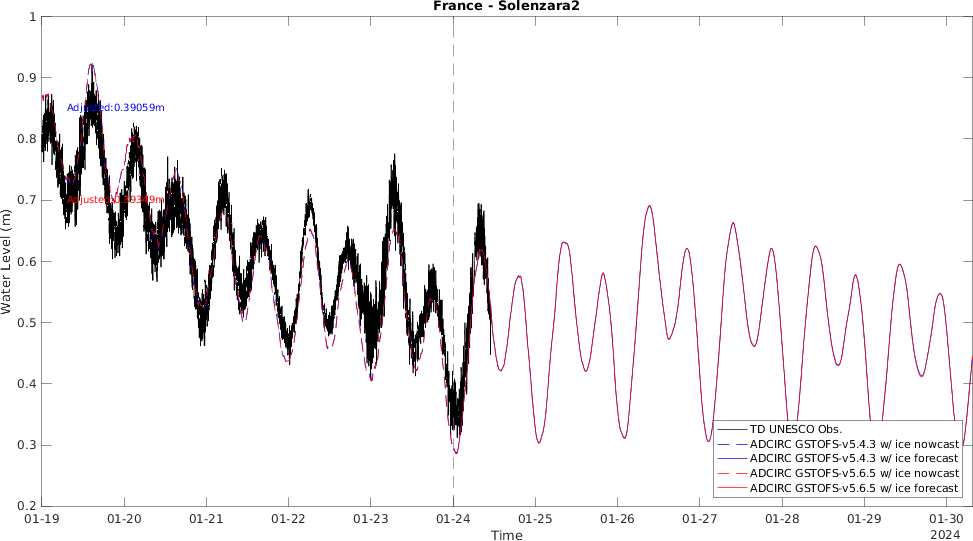 France - Solenzara2
1
0.9
0.8
0.7
0.6
0.5
0.4
0.3
0.2
Water Level (m)
Adjusted:0.39059m
TD UNESCO Obs.
ADCIRC GSTOFS-v5.4.3 w/ ice nowcast
ADCIRC GSTOFS-v5.4.3 w/ ice forecast
ADCIRC GSTOFS-v5.6.5 w/ ice nowcast
ADCIRC GSTOFS-v5.6.5 w/ ice forecast
01-19 01-20 01-21 01-22 01-23 01-24 01-25 01-26 01-27 01-28 01-29 01-30
Time
2024